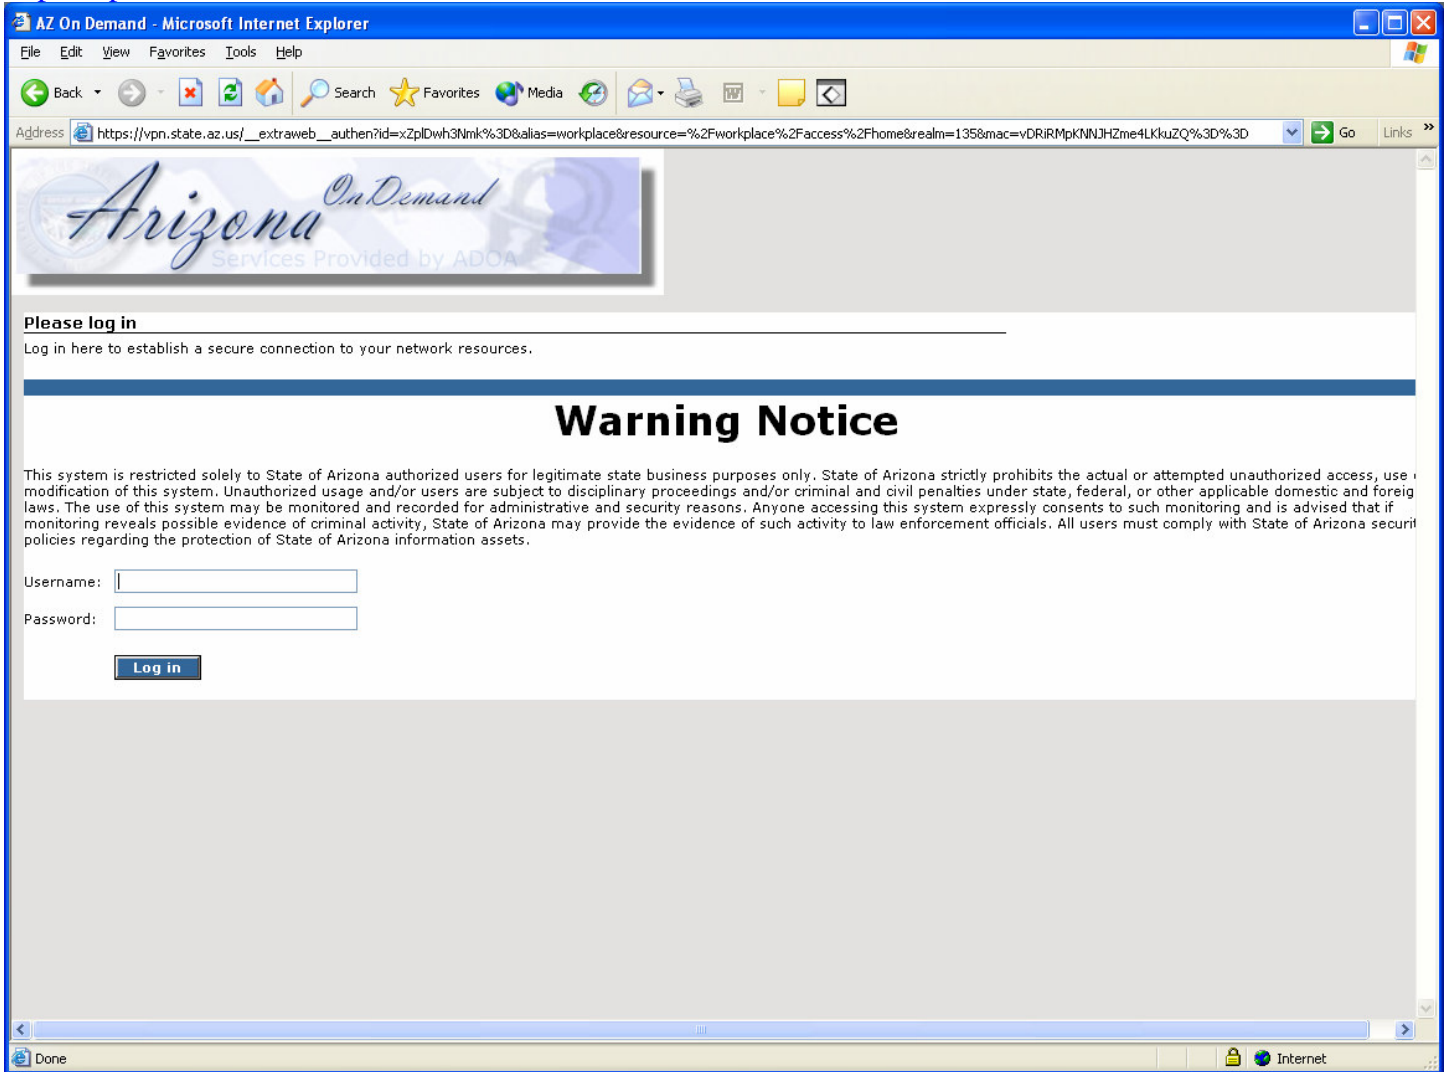 AZ On Demand - Microsoft Internet Explorer
File Edit View Favorites Tools Help
Back Search Favorites Media
Address https://vpn.state.az.us/__extraweb__authen?id=xZplDwh3Nmk%3D&alias=workplace&resource=%2Fworkplace%2Faccess%2Fhome&realm=135&mac=vDRiRMpKNNJHZme4LKkuZQ%3D%3D Go Links »
Arizona On Demand
Services Provided by ADOA
Please log in
Log in here to establish a secure connection to your network resources.
Warning Notice
This system is restricted solely to State of Arizona authorized users for legitimate state business purposes only. State of Arizona strictly prohibits the actual or attempted unauthorized access, use
modification of this system. Unauthorized usage and/or users are subject to disciplinary proceedings and/or criminal and civil penalties under state, federal, or other applicable domestic and foreig
laws. The use of this system may be monitored and recorded for administrative and security reasons. Anyone accessing this system expressly consents to such monitoring and is advised that if
monitoring reveals possible evidence of criminal activity, State of Arizona may provide the evidence of such activity to law enforcement officials. All users must comply with State of Arizona securit
policies regarding the protection of State of Arizona information assets.
Username:
Password:
Log in
Done Internet